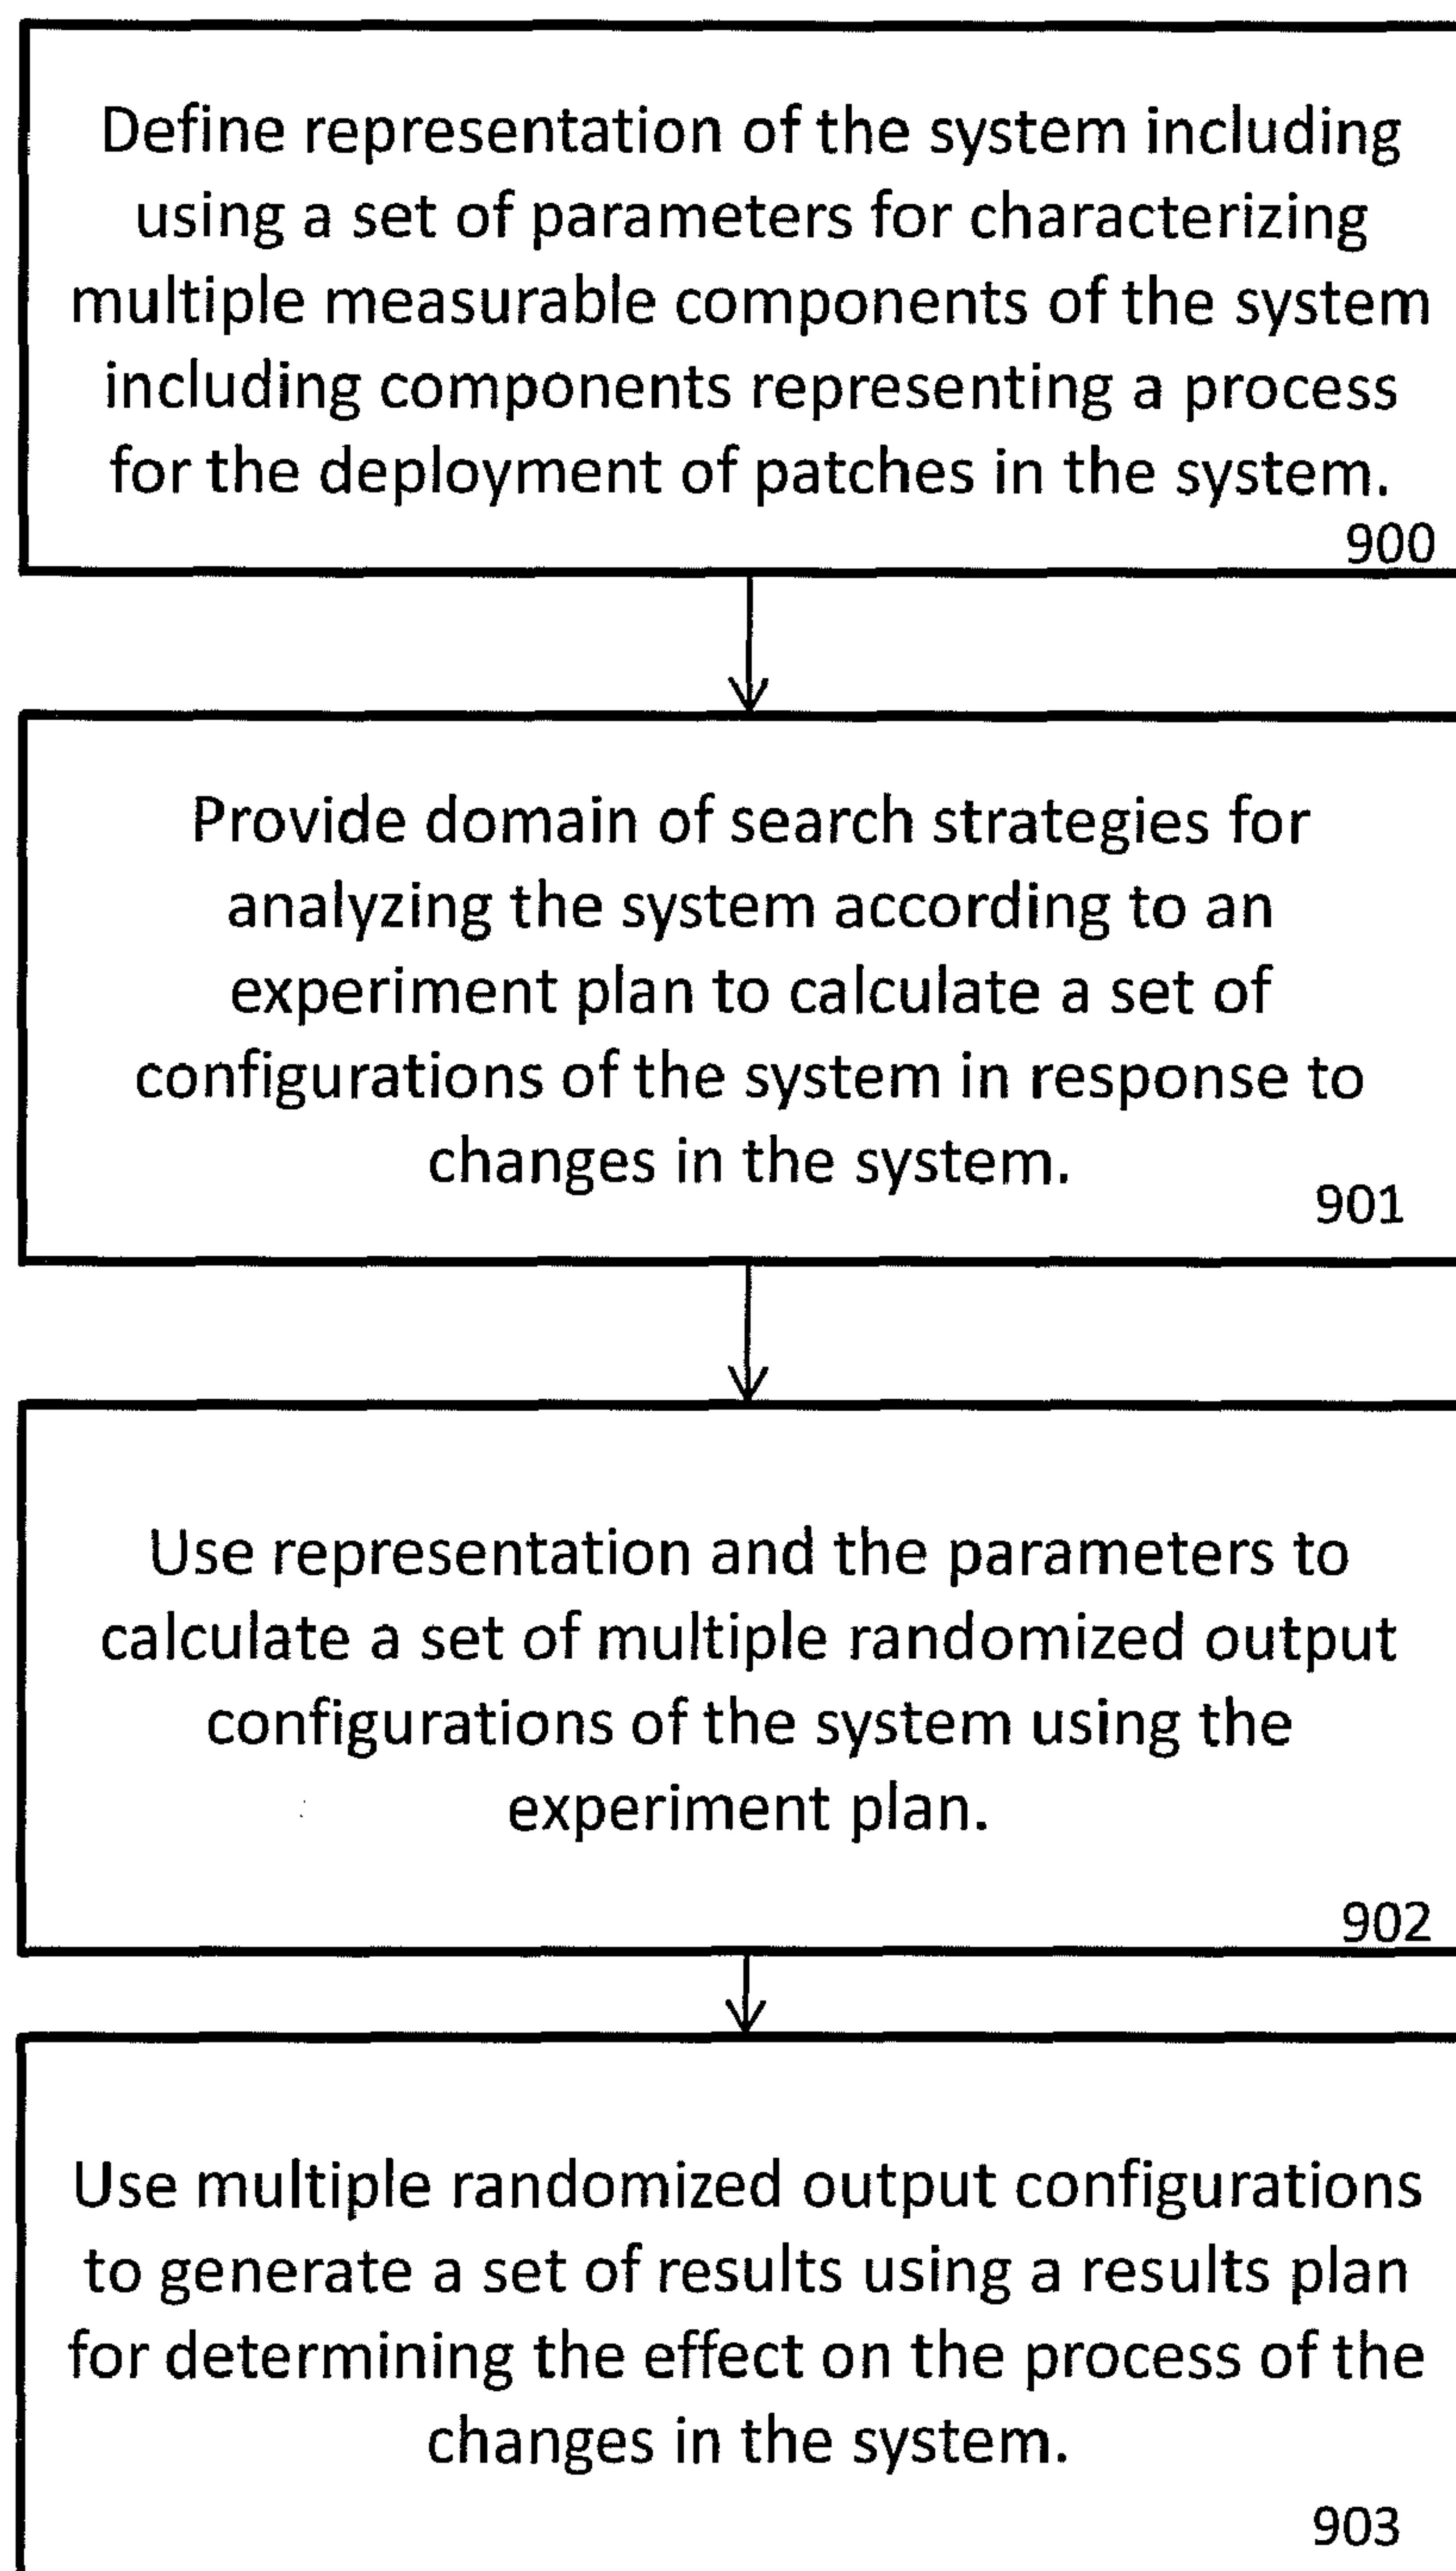 Define representation of the system including
using a set of parameters for characterizing
multiple measurable components of the system
including components representing a process
for the deployment of patches in the system.
900
Provide domain of search strategies for
analyzing the system according to an
experiment plan to calculate a set of
configurations of the system in response to
changes in the system.
901
Use representation and the parameters to
calculate a set of multiple randomized output
configurations of the system using the
experiment plan.
902
Use multiple randomized output configurations
to generate a set of results using a results plan
for determining the effect on the process of the
changes in the system.
903